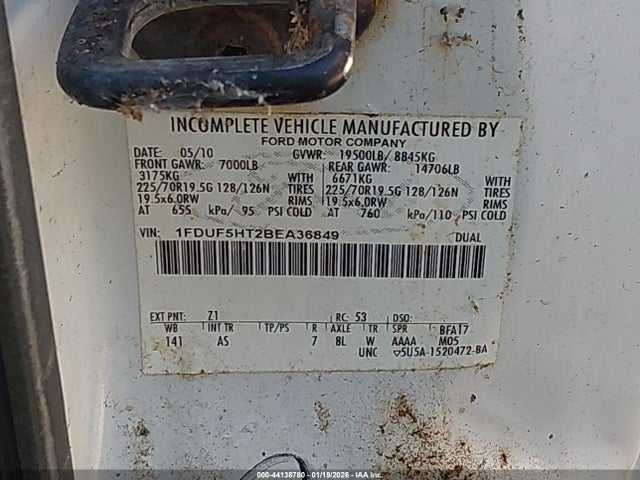 INCOMPLETE VEHICLE MANUFACTURED BY
FORD MOTOR COMPANY
DATE: 05/10 GVWR: 19500LB/ 8845KG
FRONT GAWR: 7000LB REAR GAWR: 14706LB
3175KG WITH 6671KG WITH
225/70R19.5G 128/126N TIRES 225/70R19.5G 128/126N TIRES
19.5x6.0RW RIMS 19.5x6.0RW RIMS
AT 655 kPa/ 95 PSI COLD AT 760 kPa/110 PSI COLD
VIN: 1FDUF5HT2BEA36849 DUAL
EXT PNT: Z1 RC: 53 DSO:
WB INT TR TP/PS R AXLE TR SPR BFA17
141 AS 7 8L W AAAA M05
UNC ▽5U5A-1520472-BA
000-44138780 - 01/19/2026 - IAA, Inc.